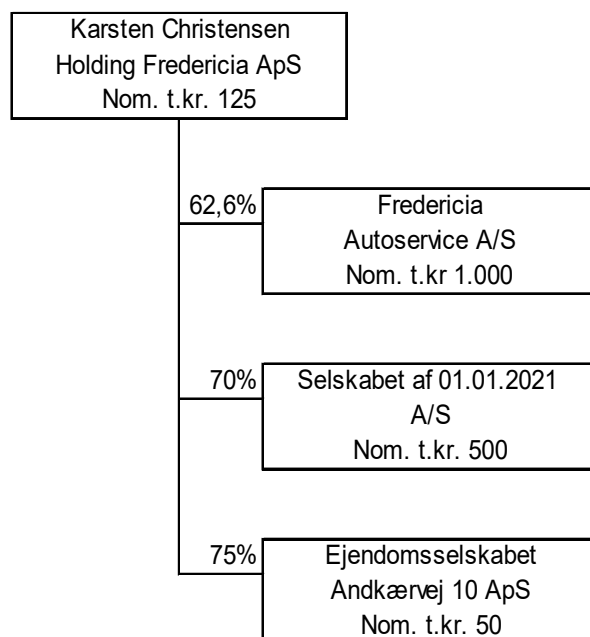 Karsten Christensen
Holding Fredericia ApS
Nom. t.kr. 125
62,6%
Fredericia
Autoservice A/S
Nom. t.kr 1.000
70%
Selskabet af 01.01.2021
A/S
Nom. t.kr. 500
75%
Ejendomsselskabet
Andkærvej 10 ApS
Nom. t.kr. 50